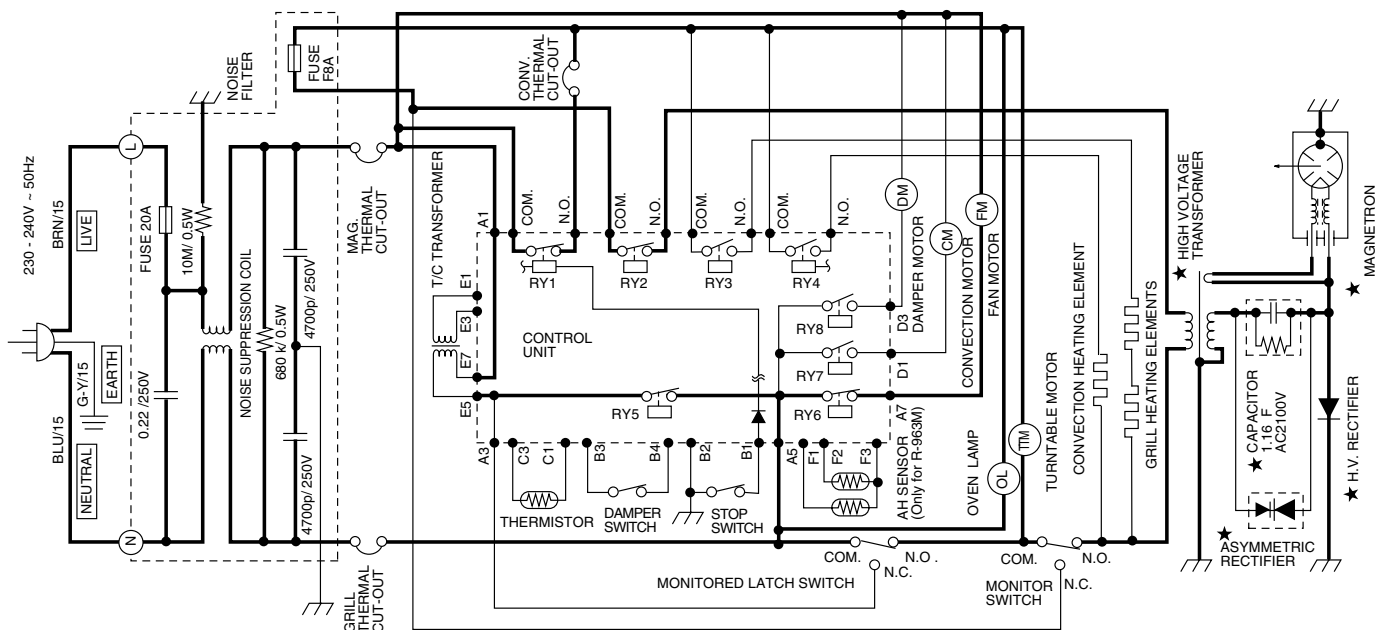 230 - 240V ~ 50Hz
BRN/15
LIVE
L
G-Y/15
EARTH
BLU/15
NEUTRAL
N
NOISE
FILTER
FUSE 20A
10M/ 0.5W
0.22 /250V
NOISE SUPPRESSION COIL
680 k/ 0.5W
4700p/ 250V
4700p/ 250V
FUSE
F8A
MAG.
THERMAL
CUT-OUT
GRILL
THERMAL
CUT-OUT
CONV.
THERMAL
CUT-OUT
T/C TRANSFORMER
A1
COM.
N.O.
COM.
N.O.
COM.
N.O.
COM.
N.O.
RY1
RY2
RY3
RY4
E1
E3
E7
E5
CONTROL
UNIT
RY8
RY7
RY5
RY6
D3
D1
A7
A3
C3
C1
B3
B4
B2
B1
A5
F1
F2
F3
THERMISTOR
DAMPER
SWITCH
STOP
SWITCH
AH SENSOR
(Only for R-963M)
DM
CM
FM
DAMPER MOTOR
CONVECTION MOTOR
FAN MOTOR
OVEN LAMP
OL
TTM
TURNTABLE MOTOR
CONVECTION HEATING ELEMENT
GRILL HEATING ELEMENTS
COM.
N.O .
N.C.
MONITORED LATCH SWITCH
COM.
N.O.
N.C.
MONITOR
SWITCH
★ HIGH VOLTAGE
TRANSFORMER
★ MAGNETRON
★ CAPACITOR
1.16 F
AC2100V
★ H.V. RECTIFIER
★
ASYMMETRIC
RECTIFIER